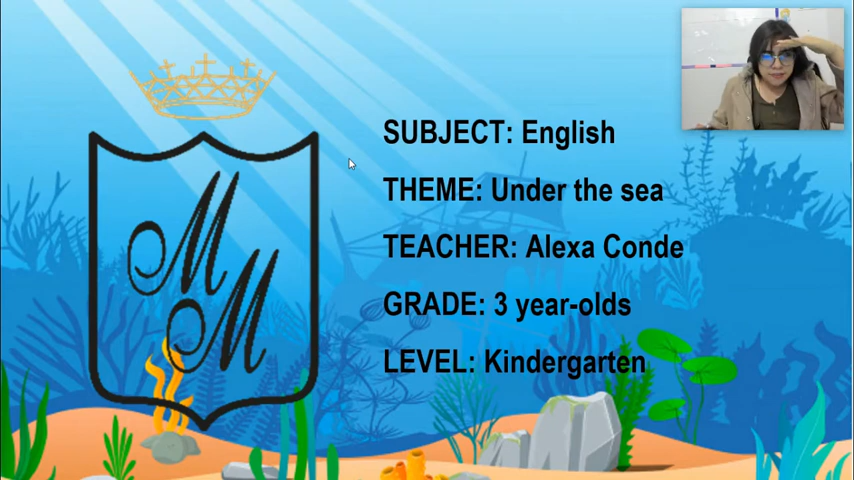 M
M
SUBJECT: English
THEME: Under the sea
TEACHER: Alexa Conde
GRADE: 3 year-olds
LEVEL: Kindergarten